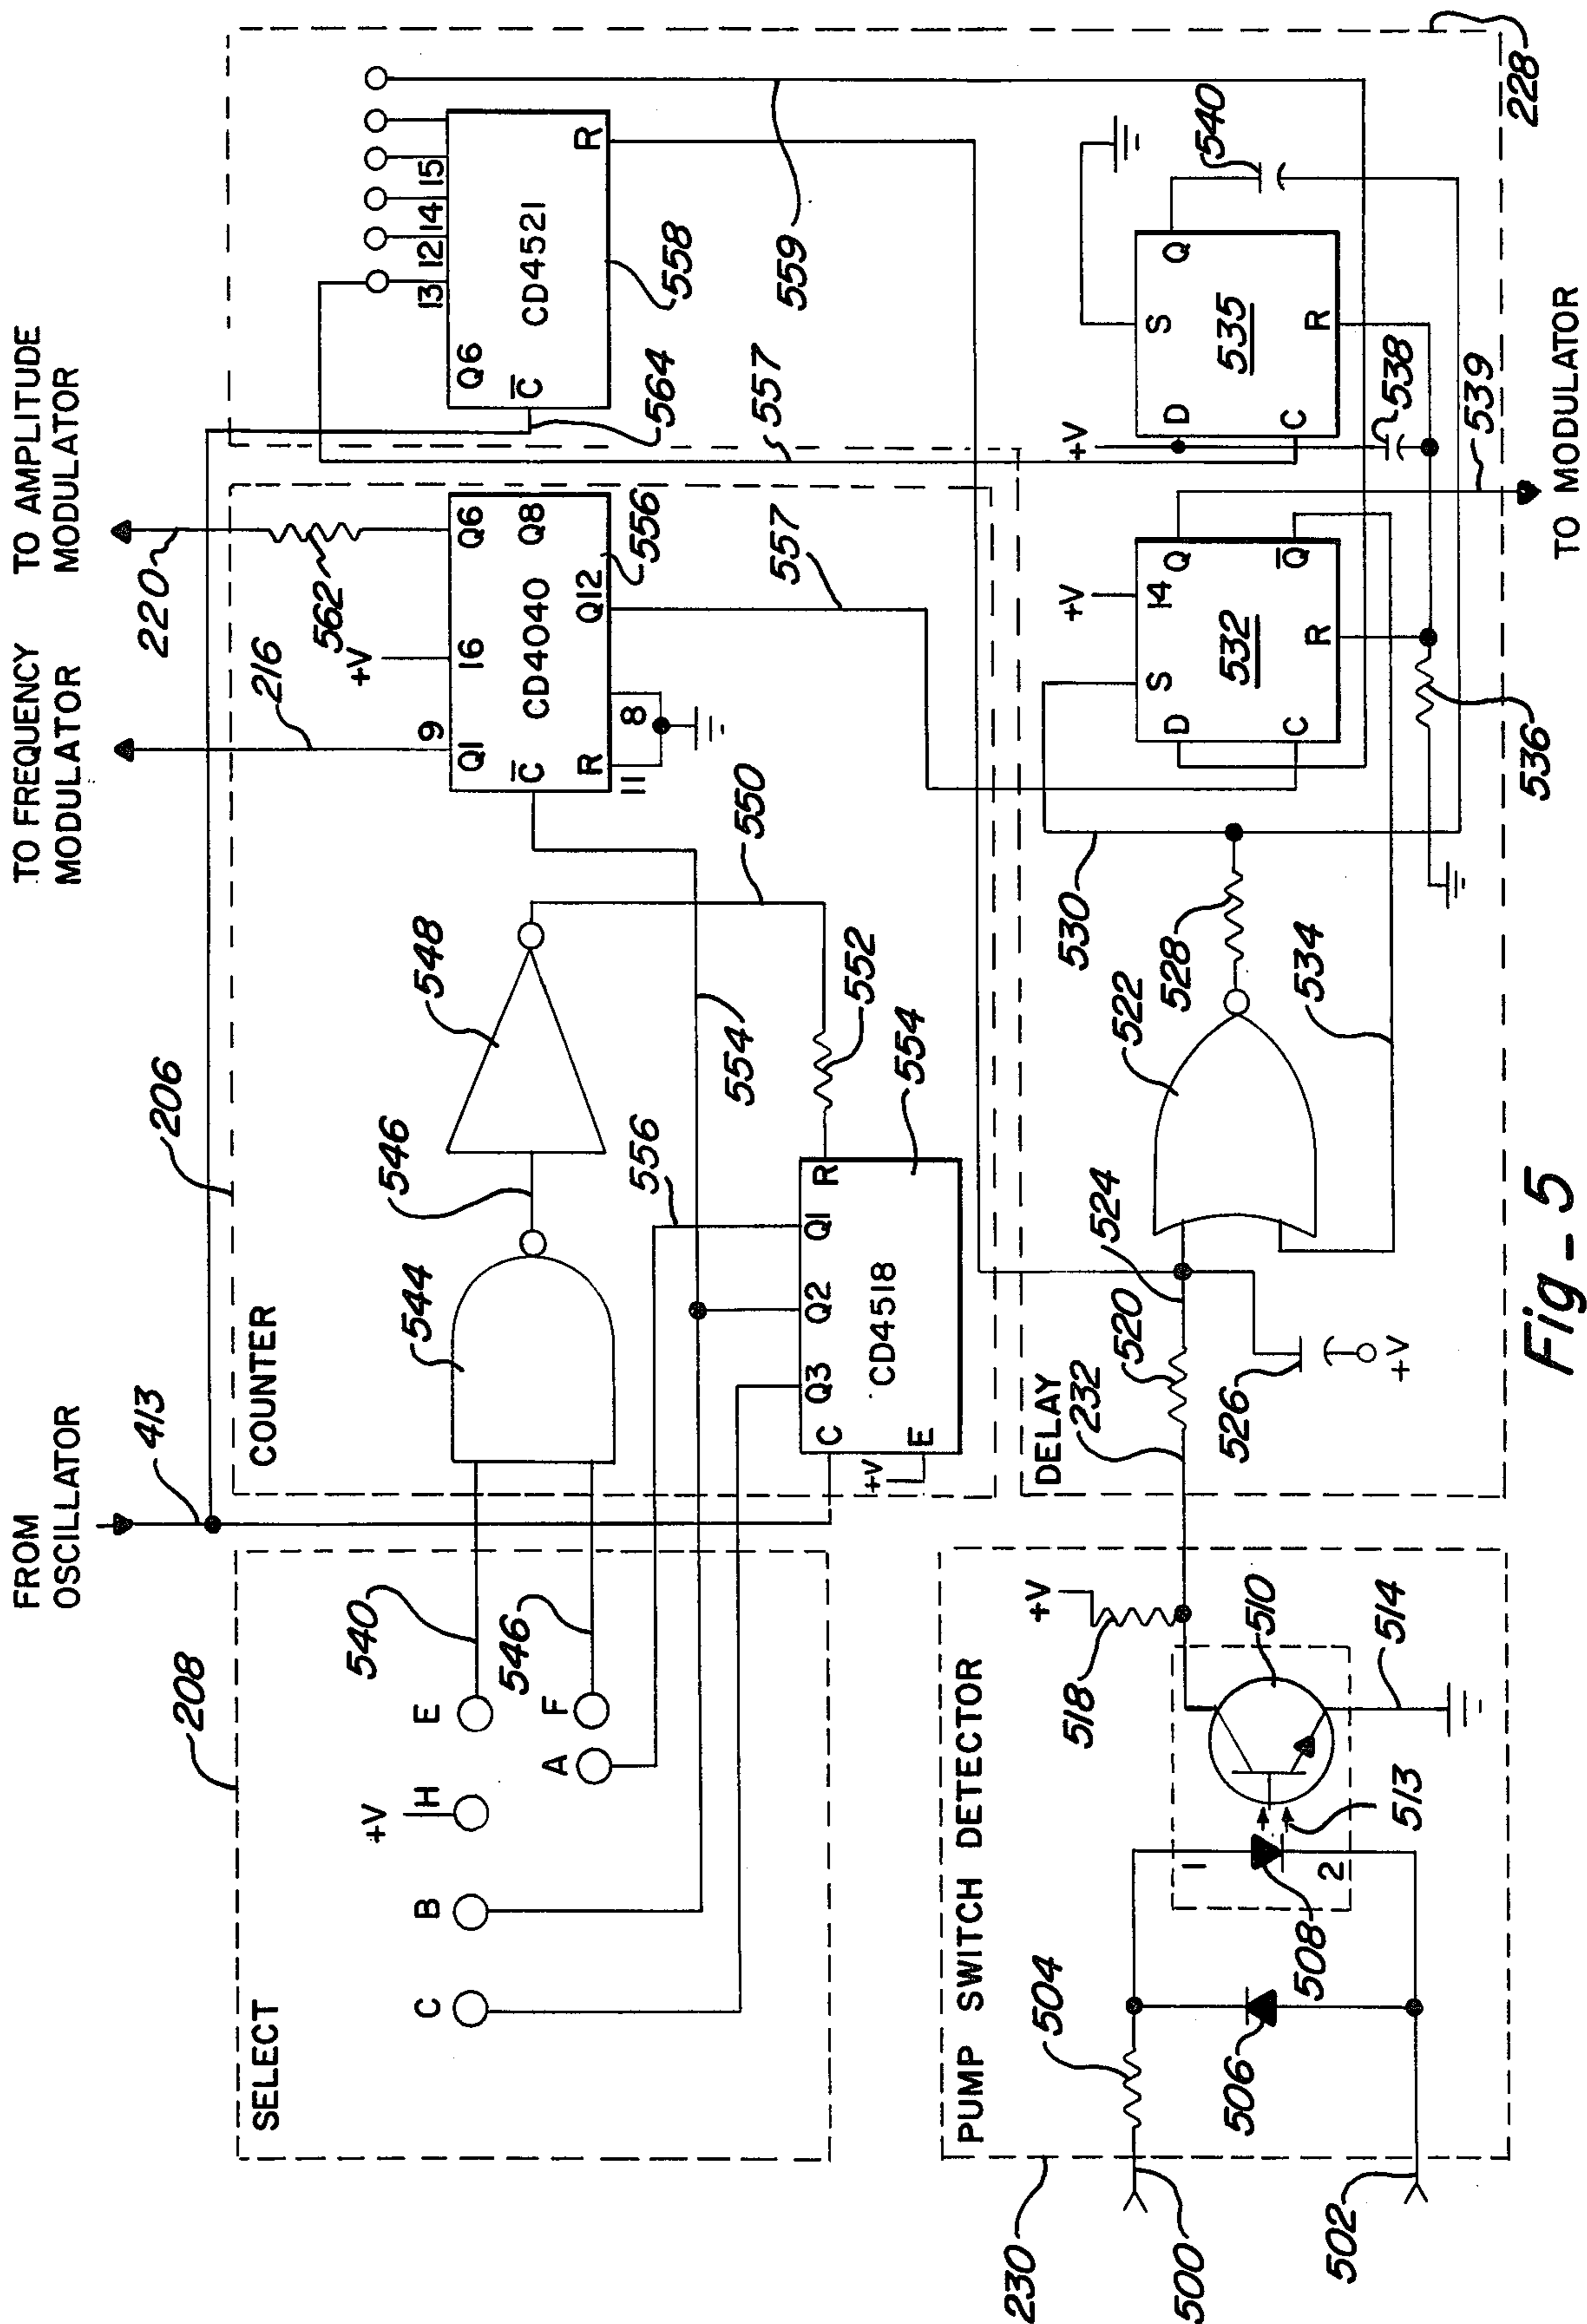 FROM
OSCILLATOR
TO FREQUENCY
MODULATOR
TO AMPLITUDE
MODULATOR
413
206
216
220
208
SELECT
C
B
+V
H
E
A
F
540
546
COUNTER
544
546
548
550
552
554
556
554
Q3
Q2
Q1
R
C
E
+V
CD4518
562
+V
9
Q1
16
Q6
C
CD4040
Q8
R
11
8
Q12
556
557
557
564
Q6
13
12
14
15
C
CD4521
R
558
559
228
230
PUMP SWITCH DETECTOR
500
502
504
506
508
1
2
513
510
514
518
+V
DELAY
232
520
524
526
+V
522
528
530
534
536
S
+V
14
D
Q
532
C
R
Q
+V
538
539
S
D
Q
535
C
R
540
TO MODULATOR
Fig-5